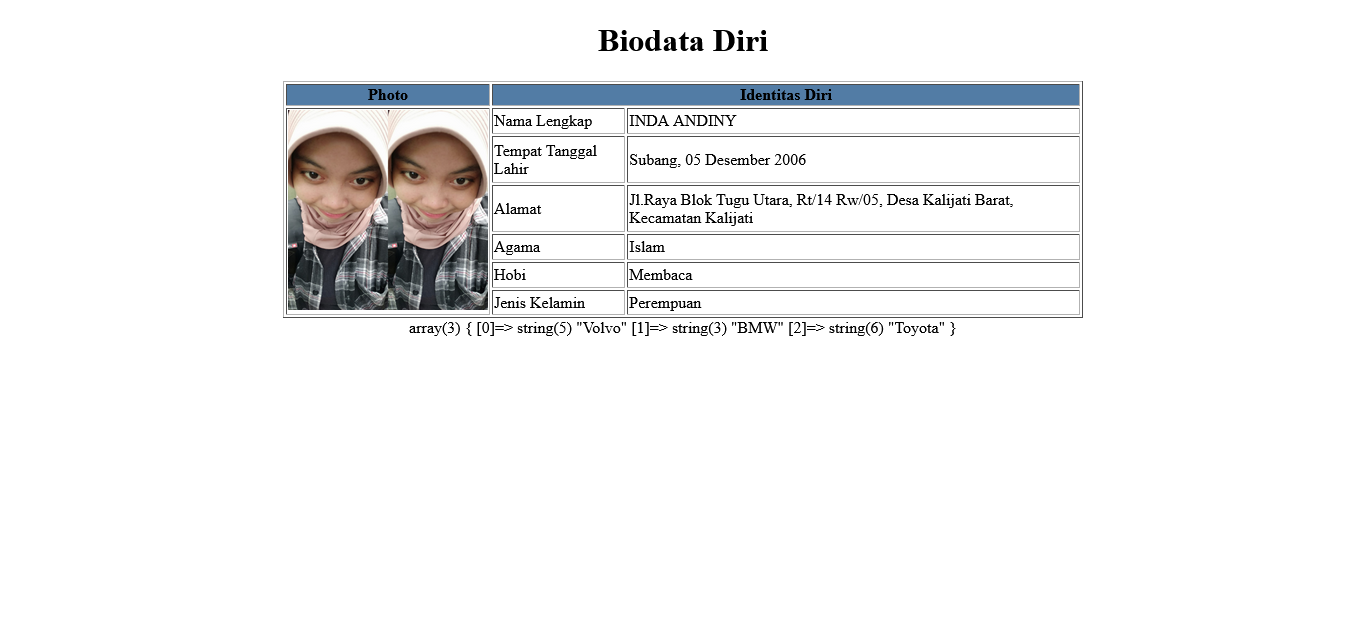 Biodata Diri
Photo
Identitas Diri
Nama Lengkap
INDA ANDINY
Tempat Tanggal
Lahir
Subang, 05 Desember 2006
Alamat
Jl.Raya Blok Tugu Utara, Rt/14 Rw/05, Desa Kalijati Barat,
Kecamatan Kalijati
Agama
Islam
Hobi
Membaca
Jenis Kelamin
Perempuan
array(3) { [0]=> string(5) "Volvo" [1]=> string(3) "BMW" [2]=> string(6) "Toyota" }